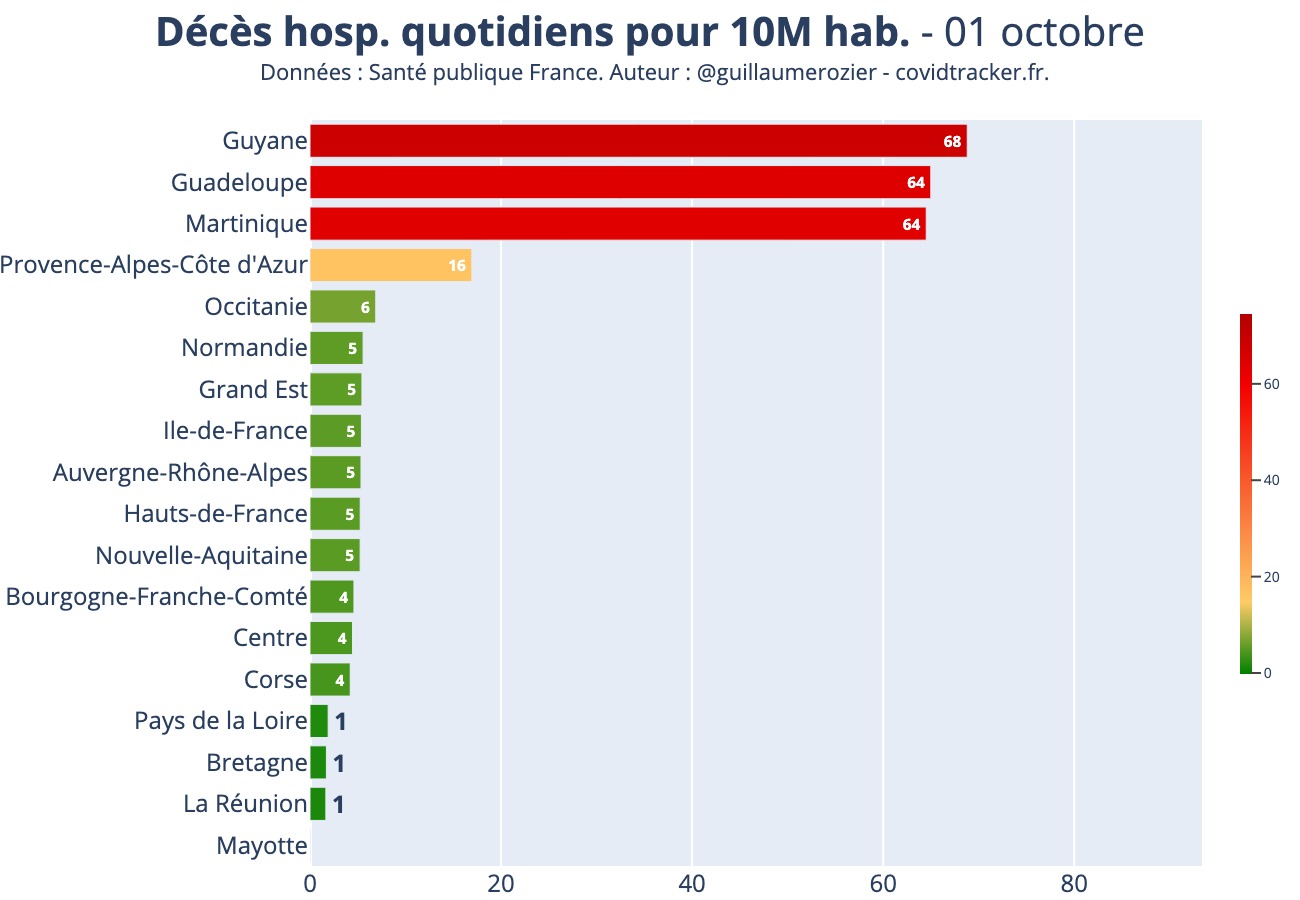 Décès hosp. quotidiens pour 10M hab. - 01 octobre
Données : Santé publique France. Auteur : @guillaumerozier - covidtracker.fr.
Guyane 68
Guadeloupe 64
Martinique 64
Provence-Alpes-Côte d'Azur 16
Occitanie 6
Normandie 5
Grand Est 5
Ile-de-France 5
Auvergne-Rhône-Alpes 5
Hauts-de-France 5
Nouvelle-Aquitaine 5
Bourgogne-Franche-Comté 4
Centre 4
Corse 4
Pays de la Loire 1
Bretagne 1
La Réunion 1
Mayotte
0 20 40 60 80
60
40
20
0